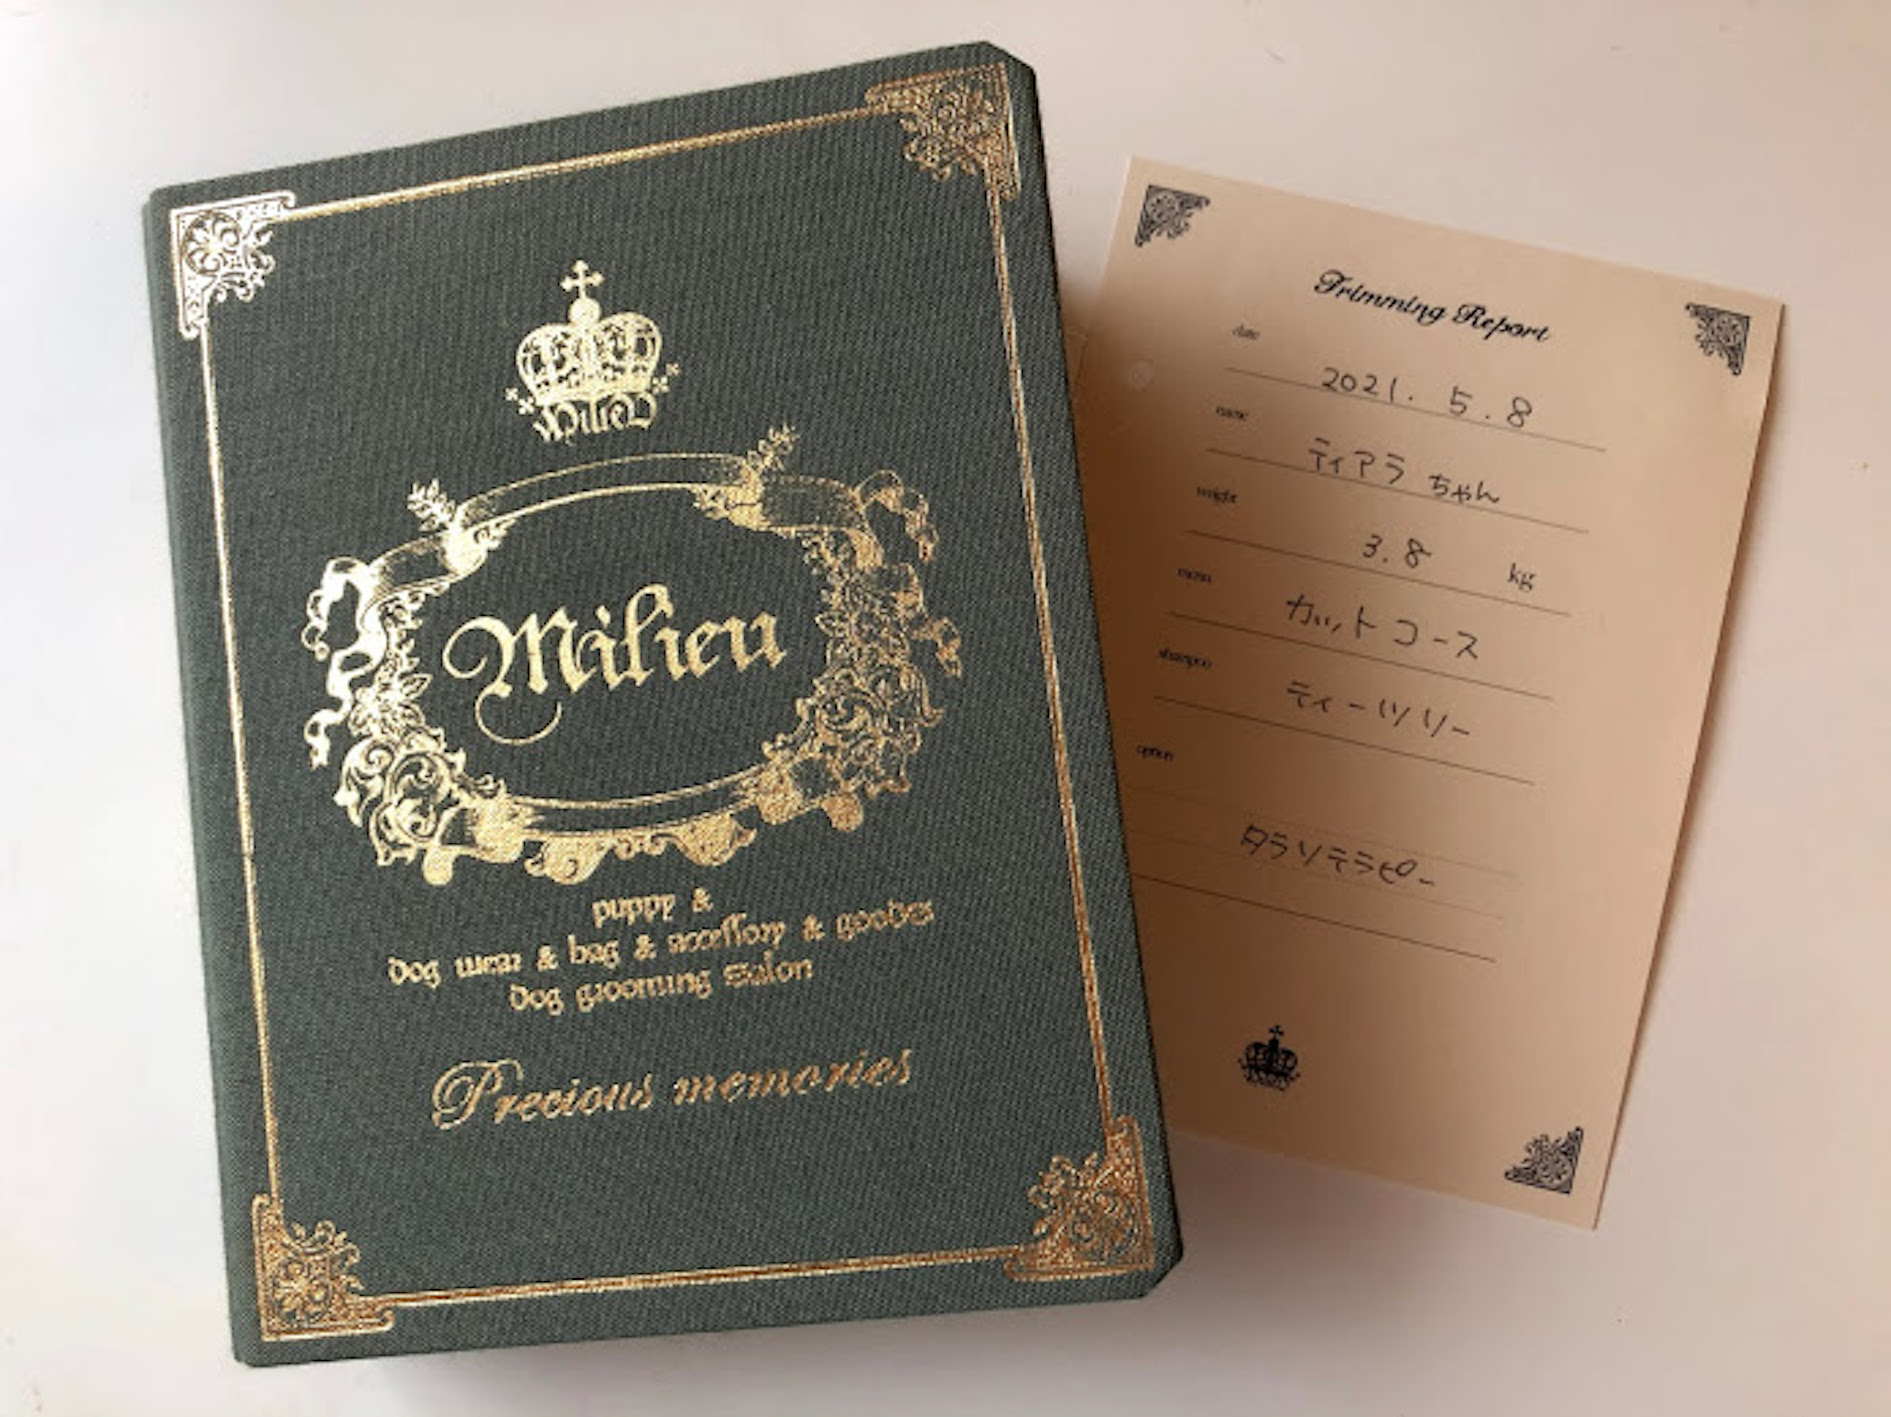 Milieu
Milieu
puppy &
dog wear & bag & accessory & goodes
dog grooming salon
Precious memories
Trimming Report
date
2021.5.8
name
ティアラ ちゃん
weight
3.8 kg
menu
カットコース
shampoo
ティーツリー
option
タラソテラピー